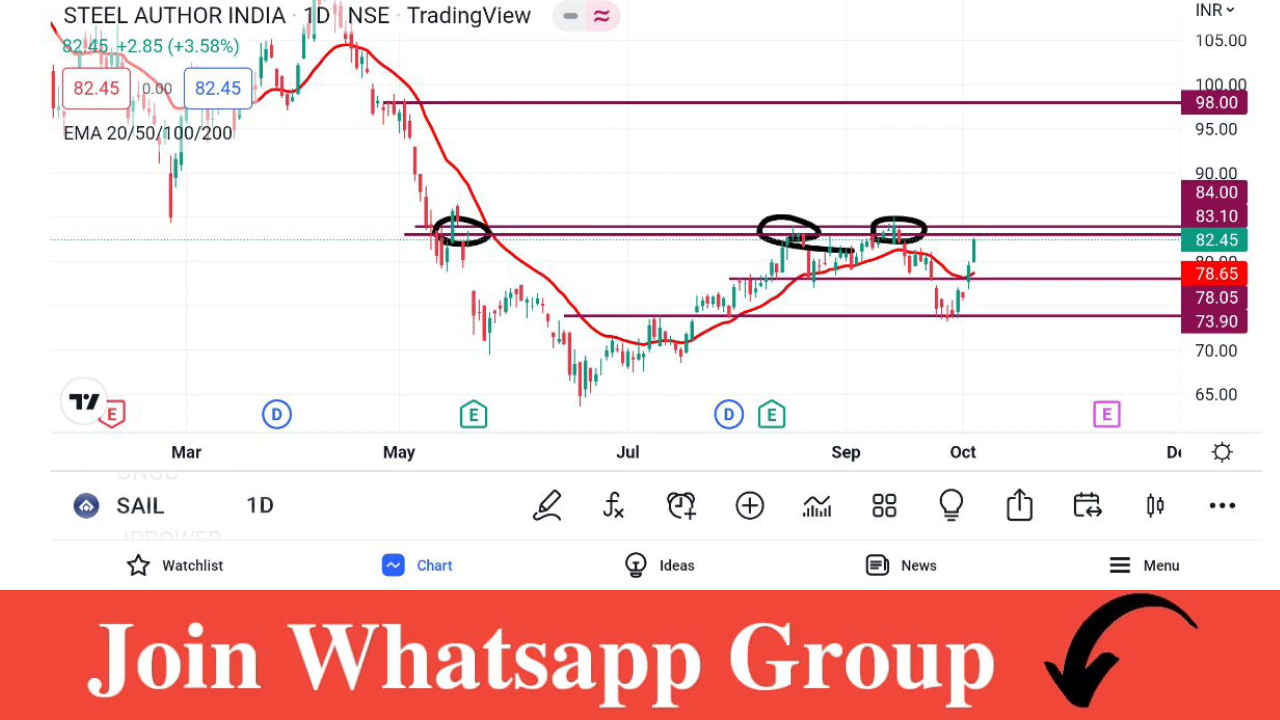 STEEL AUTHOR INDIA · 1D · NSE · TradingView
INR
82.45 +2.85 (+3.58%)
105.00
82.45 0.00 82.45
100.00
98.00
EMA 20/50/100/200
95.00
90.00
84.00
83.10
82.45
80.00
78.65
78.05
73.90
70.00
65.00
E D E D E E
Mar May Jul Sep Oct
SAIL 1D
Watchlist Chart Ideas News Menu
Join Whatsapp Group